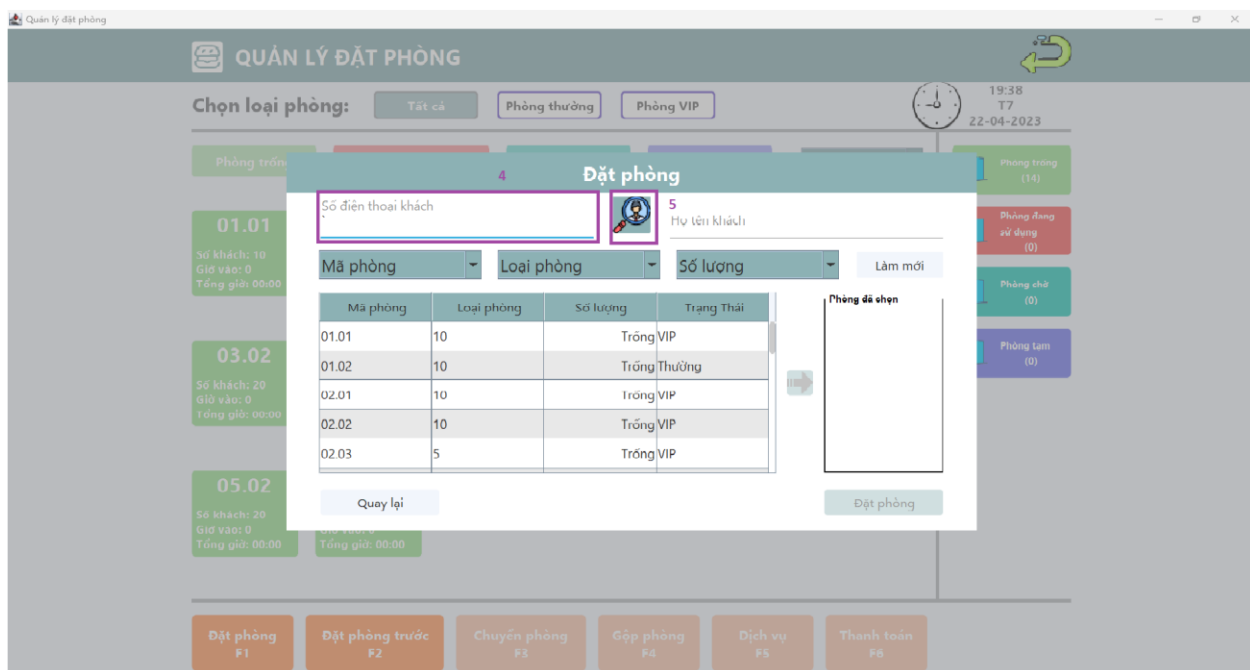 Quản lý đặt phòng
QUẢN LÝ ĐẶT PHÒNG
Chọn loại phòng: Tất cả Phòng thường Phòng VIP
19:38
T7
22-04-2023
Phòng trốn
Phòng trống
(14)
4
Đặt phòng
Số điện thoại khách
5
Họ tên khách
01.01
Số khách: 10
Giờ vào: 0
Tổng giờ: 00:00
Phòng đang
sử dụng
(0)
Mã phòng Loại phòng Số lượng Làm mới
Phòng chờ
(0)
Mã phòng Loại phòng Số lượng Trạng Thái
Phòng đã chọn
01.01 10 Trống VIP
01.02 10 Trống Thường
02.01 10 Trống VIP
02.02 10 Trống VIP
02.03 5 Trống VIP
03.02
Số khách: 20
Giờ vào: 0
Tổng giờ: 00:00
Phòng tạm
(0)
Quay lại Đặt phòng
05.02
Số khách: 20
Giờ vào: 0
Tổng giờ: 00:00
Tổng giờ: 00:00
Đặt phòng
F1
Đặt phòng trước
F2
Chuyển phòng
F3
Gộp phòng
F4
Dịch vụ
F5
Thanh toán
F6